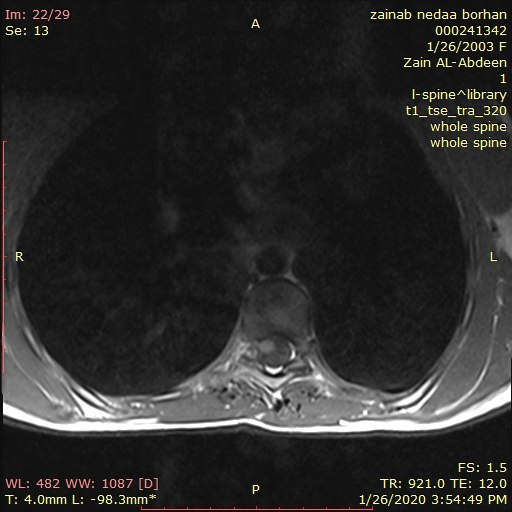 Im: 22/29
Se: 13
A
zainab nedaa borhan
000241342
1/26/2003 F
Zain AL-Abdeen
1
l-spine^library
t1_tse_tra_320
whole spine
whole spine
R
L
WL: 482 WW: 1087 [D]
T: 4.0mm L: -98.3mm*
P
FS: 1.5
TR: 921.0 TE: 12.0
1/26/2020 3:54:49 PM